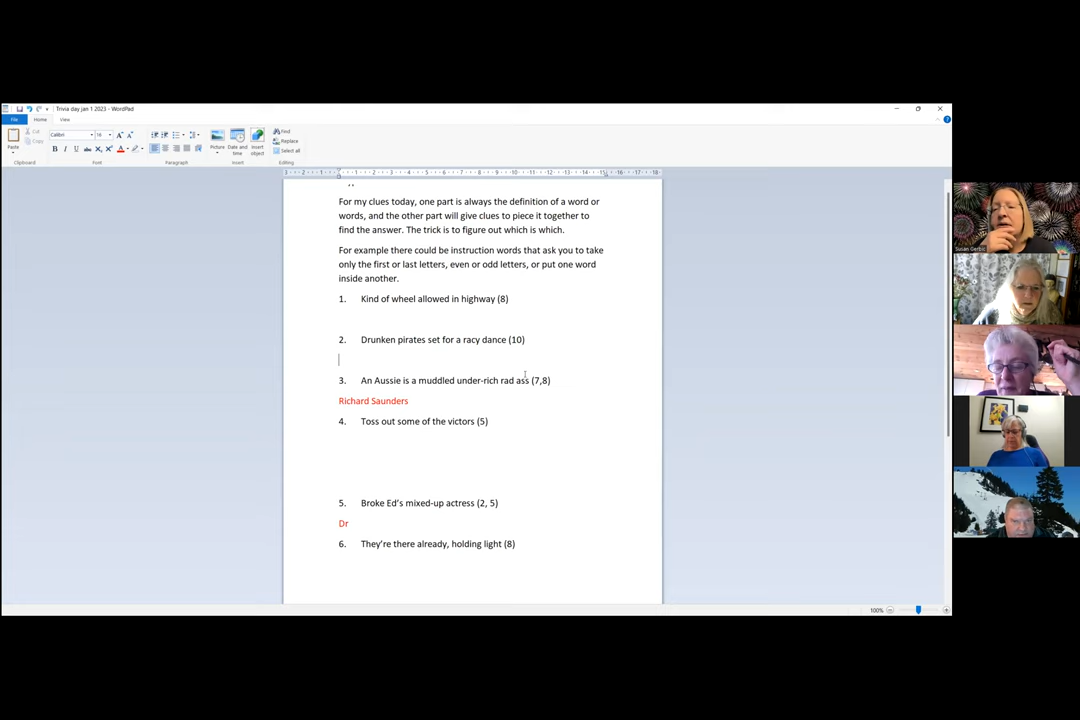 Trivia day jan 1 2023 - WordPad
File Home View
Cut
Copy
Paste
Calibri 16
Picture
Date and time
Insert object
Find
Replace
Select all
Clipboard Font Paragraph Insert Editing
For my clues today, one part is always the definition of a word or
words, and the other part will give clues to piece it together to
find the answer. The trick is to figure out which is which.
For example there could be instruction words that ask you to take
only the first or last letters, even or odd letters, or put one word
inside another.
1. Kind of wheel allowed in highway (8)
2. Drunken pirates set for a racy dance (10)
3. An Aussie is a muddled under-rich rad ass (7,8)
Richard Saunders
4. Toss out some of the victors (5)
5. Broke Ed's mixed-up actress (2, 5)
Dr
6. They're there already, holding light (8)
100%
Susan Gerbic